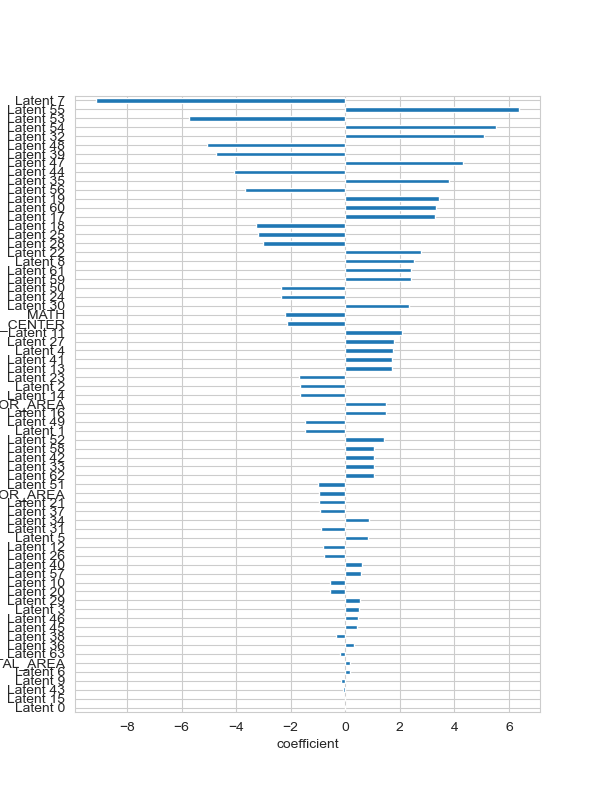 Latent 7
Latent 55
Latent 53
Latent 54
Latent 32
Latent 48
Latent 39
Latent 47
Latent 44
Latent 35
Latent 56
Latent 19
Latent 60
Latent 17
Latent 18
Latent 25
Latent 28
Latent 22
Latent 8
Latent 61
Latent 59
Latent 50
Latent 24
Latent 30
MATH
_CENTER
Latent 11
Latent 27
Latent 4
Latent 41
Latent 13
Latent 23
Latent 2
Latent 14
OR_AREA
Latent 16
Latent 49
Latent 1
Latent 52
Latent 58
Latent 42
Latent 33
Latent 62
Latent 51
OR_AREA
Latent 21
Latent 37
Latent 34
Latent 31
Latent 5
Latent 12
Latent 26
Latent 40
Latent 57
Latent 10
Latent 20
Latent 29
Latent 3
Latent 46
Latent 45
Latent 38
Latent 36
Latent 63
TAL_AREA
Latent 6
Latent 9
Latent 43
Latent 15
Latent 0
−8 −6 −4 −2 0 2 4 6
coefficient